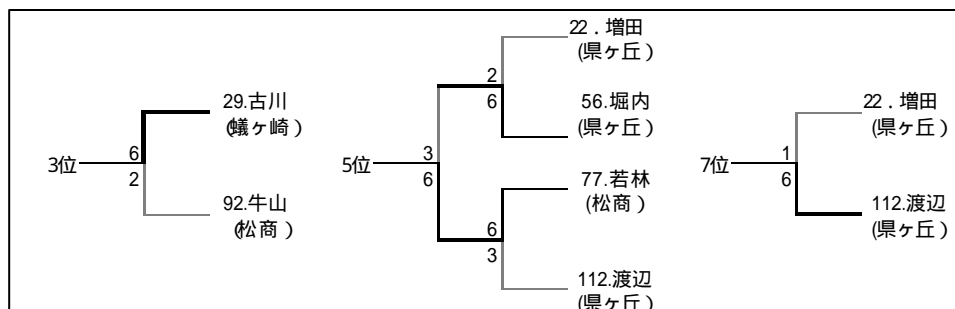 3位
6
2
29.古川
(蟻ヶ崎)
92.牛山
(松商)
5位
3
6
2
6
22．増田
(県ヶ丘)
56.堀内
(県ヶ丘)
6
3
77.若林
(松商)
112.渡辺
(県ヶ丘)
7位
1
6
22．増田
(県ヶ丘)
112.渡辺
(県ヶ丘)